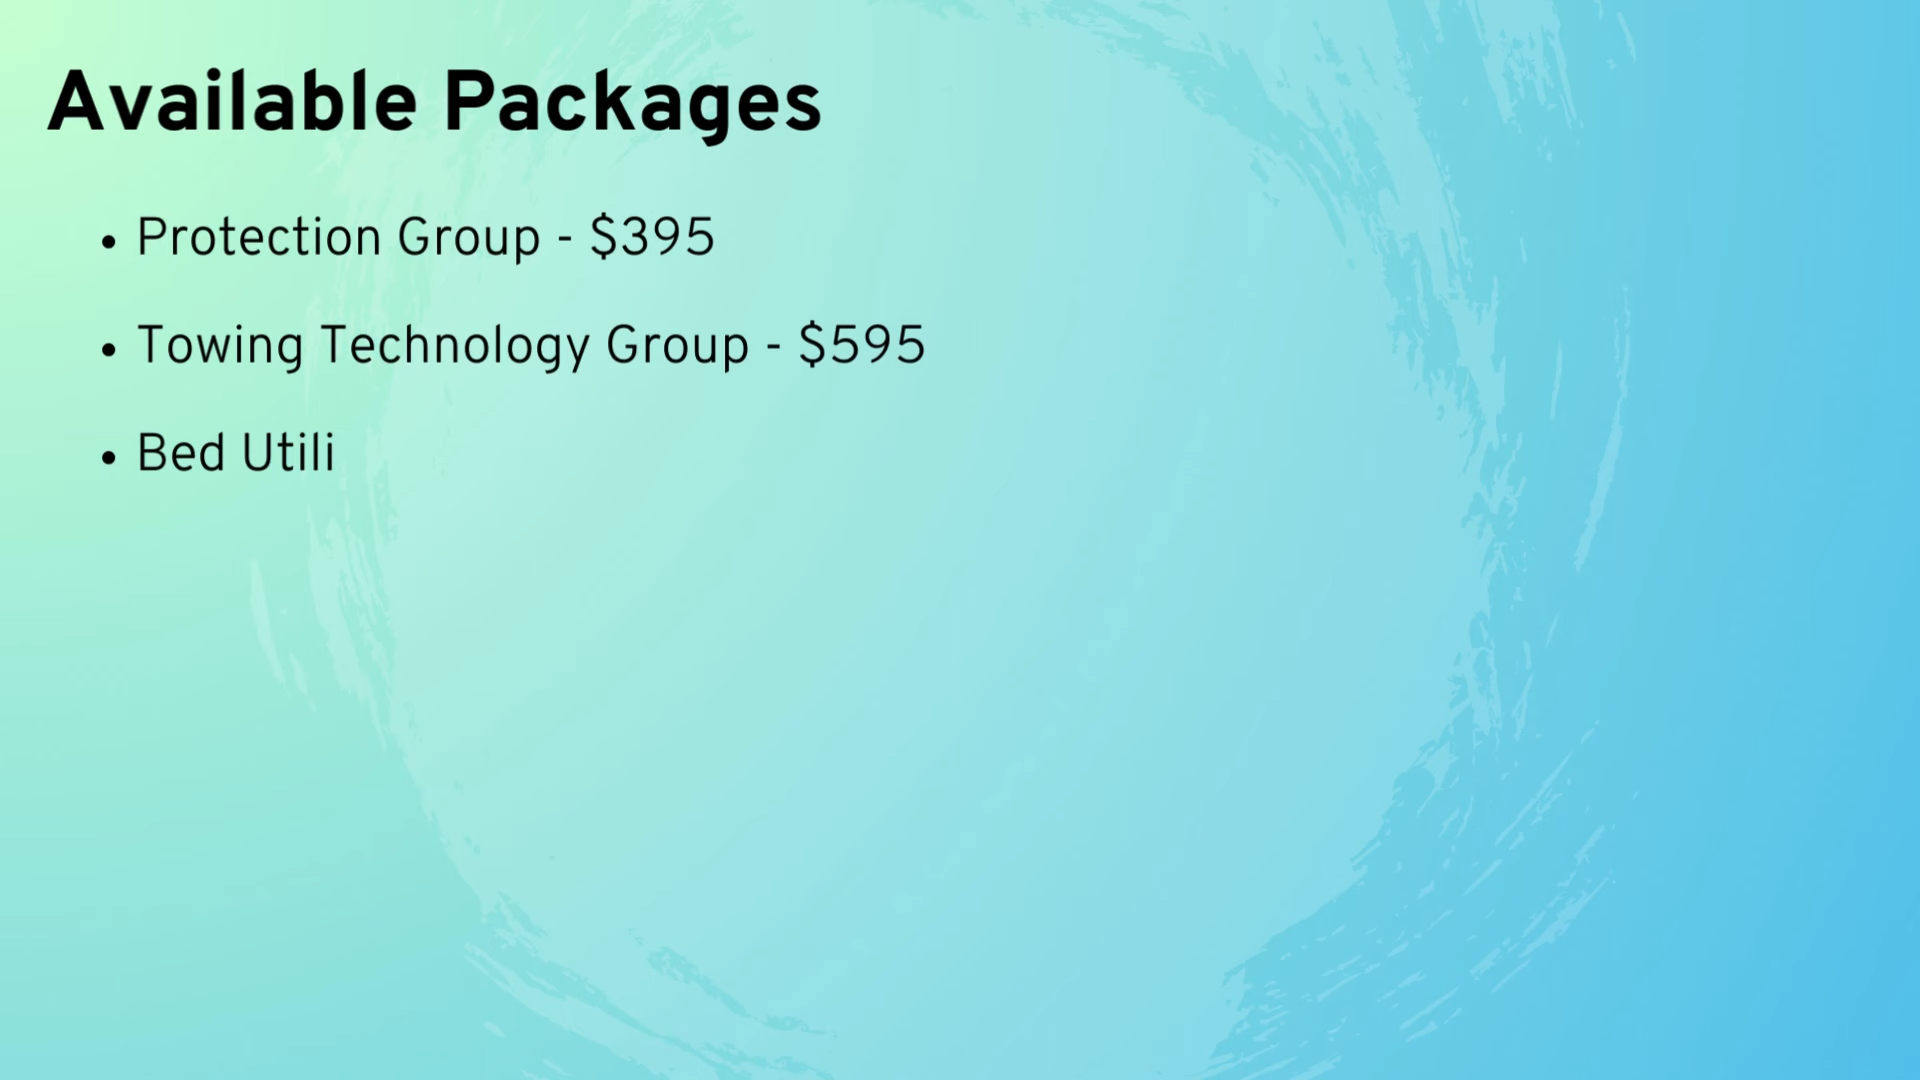 Available Packages
• Protection Group - $395
• Towing Technology Group - $595
• Bed Utili